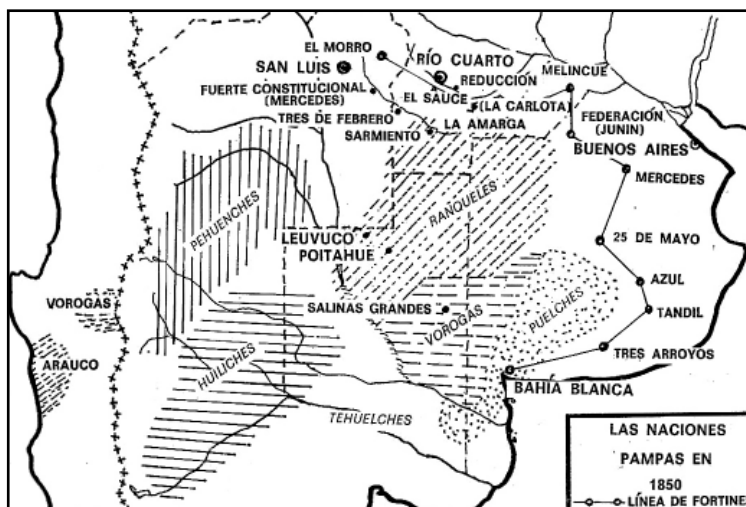 EL MORRO
SAN LUIS
RÍO CUARTO
REDUCCIÓN
MELINCUE
FUERTE CONSTITUCIONAL
(MERCEDES)
EL SAUCE
(LA CARLOTA)
TRES DE FEBRERO
SARMIENTO
LA AMARGA
FEDERACIÓN
(JUNIN)
BUENOS AIRES
MERCEDES
PEHUENCHES
RANQUELES
LEUVUCO
POITAHUE
25 DE MAYO
AZUL
VOROGAS
SALINAS GRANDES
VOROGAS
PUELCHES
TANDIL
ARAUCO
HUILICHES
TRES ARROYOS
BAHÍA BLANCA
TEHUELCHES
LAS NACIONES
PAMPAS EN
1850
LÍNEA DE FORTINE